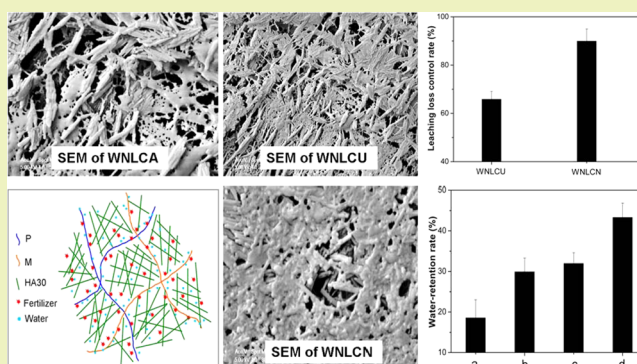 SEM of WNLCA
SEM of WNLCU
Leaching loss control rate (%)
100
80
60
40
WNLCU
WNLCN
P
M
HA30
Fertilizer
Water
SEM of WNLCN
Water-retention rate (%)
50
40
30
20
10
a
b
c
d